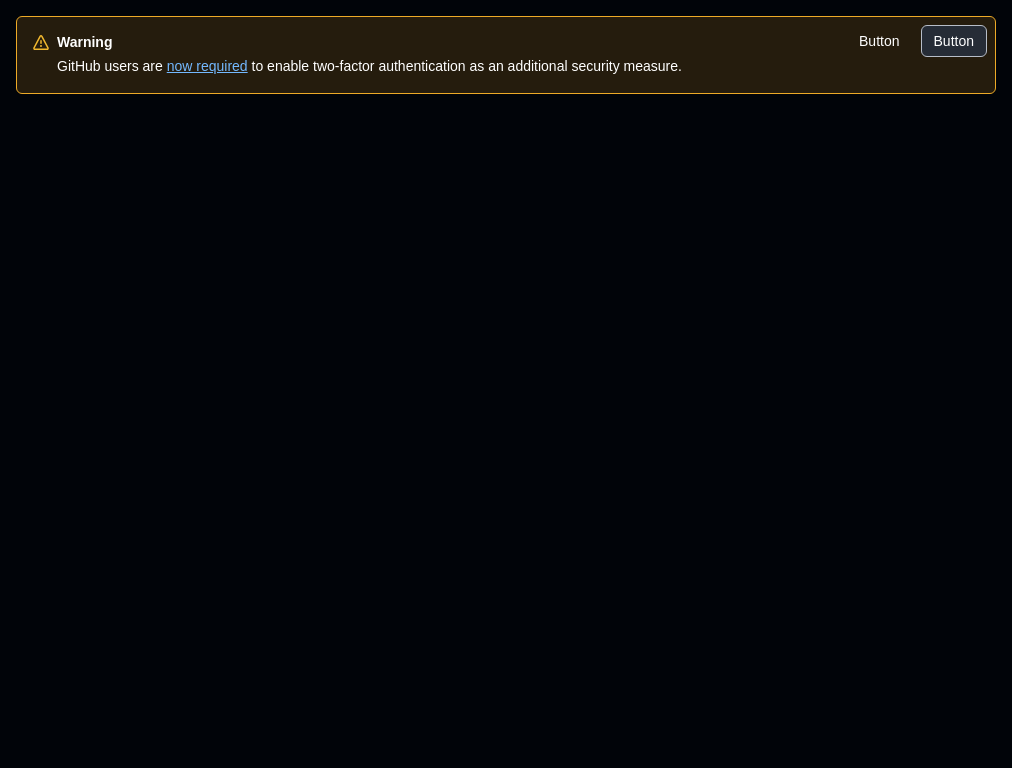 Warning
GitHub users are now required to enable two-factor authentication as an additional security measure.
Button
Button